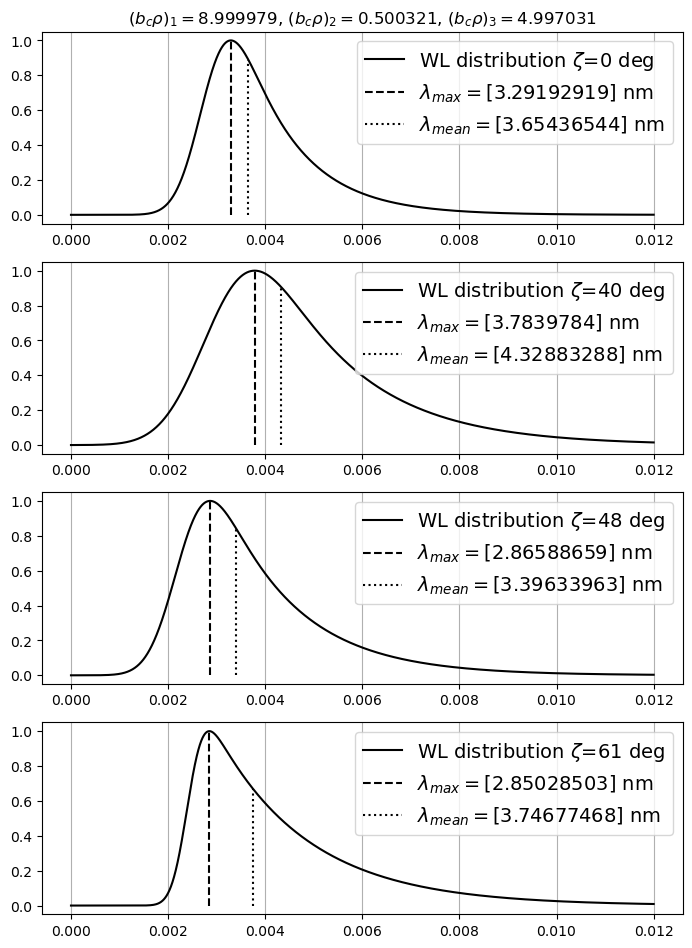 (b_cρ)_1 = 8.999979, (b_cρ)_2 = 0.500321, (b_cρ)_3 = 4.997031
1.0
0.8
0.6
0.4
0.2
0.0
WL distribution ζ=0 deg
λ_max = [3.29192919] nm
λ_mean = [3.65436544] nm
0.000 0.002 0.004 0.006 0.008 0.010 0.012
1.0
0.8
0.6
0.4
0.2
0.0
WL distribution ζ=40 deg
λ_max = [3.7839784] nm
λ_mean = [4.32883288] nm
0.000 0.002 0.004 0.006 0.008 0.010 0.012
1.0
0.8
0.6
0.4
0.2
0.0
WL distribution ζ=48 deg
λ_max = [2.86588659] nm
λ_mean = [3.39633963] nm
0.000 0.002 0.004 0.006 0.008 0.010 0.012
1.0
0.8
0.6
0.4
0.2
0.0
WL distribution ζ=61 deg
λ_max = [2.85028503] nm
λ_mean = [3.74677468] nm
0.000 0.002 0.004 0.006 0.008 0.010 0.012